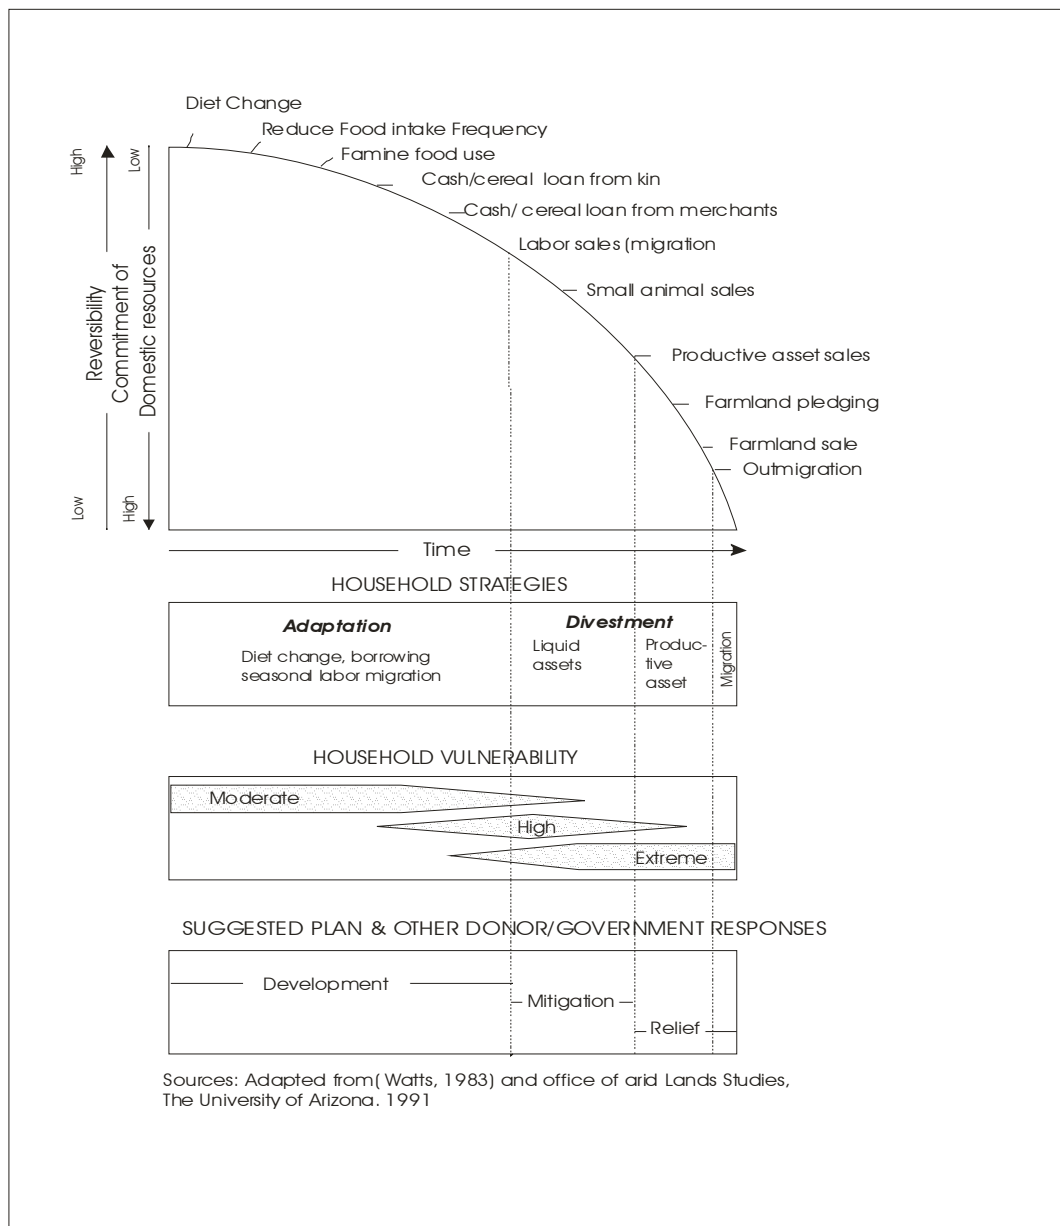 Diet Change
Reduce Food intake Frequency
Famine food use
Cash/cereal loan from kin
Cash/ cereal loan from merchants
Labor sales (migration
Small animal sales
Productive asset sales
Farmland pledging
Farmland sale
Outmigration
High
Low
Reversibility
Commitment of
Domestic resources
Low
High
Time
HOUSEHOLD STRATEGIES
Adaptation
Diet change, borrowing
seasonal labor migration
Divestment
Liquid
assets
Produc-
tive
asset
Migration
HOUSEHOLD VULNERABILITY
Moderate
High
Extreme
SUGGESTED PLAN & OTHER DONOR/GOVERNMENT RESPONSES
Development
Mitigation
Relief
Sources: Adapted from( Watts, 1983) and office of arid Lands Studies,
The University of Arizona. 1991